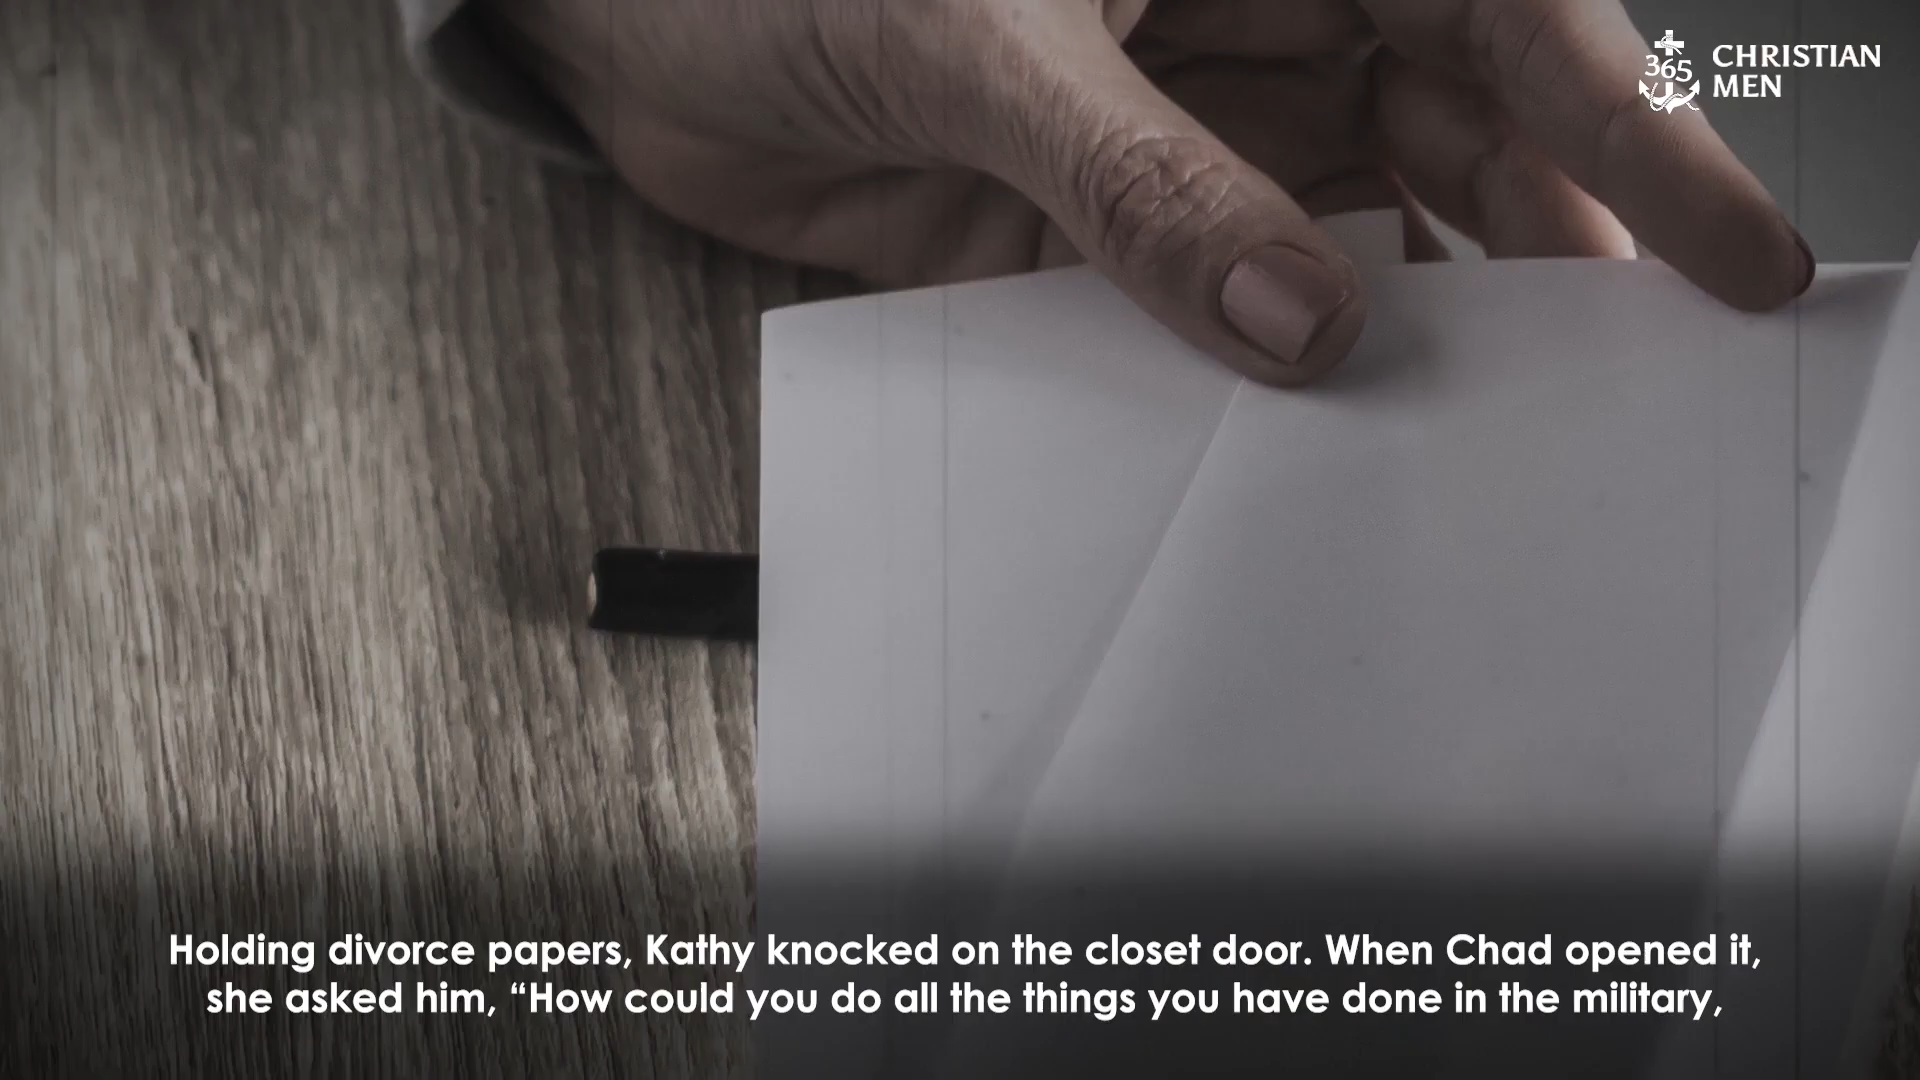 365
CHRISTIAN
MEN
Holding divorce papers, Kathy knocked on the closet door. When Chad opened it,
she asked him, “How could you do all the things you have done in the military,